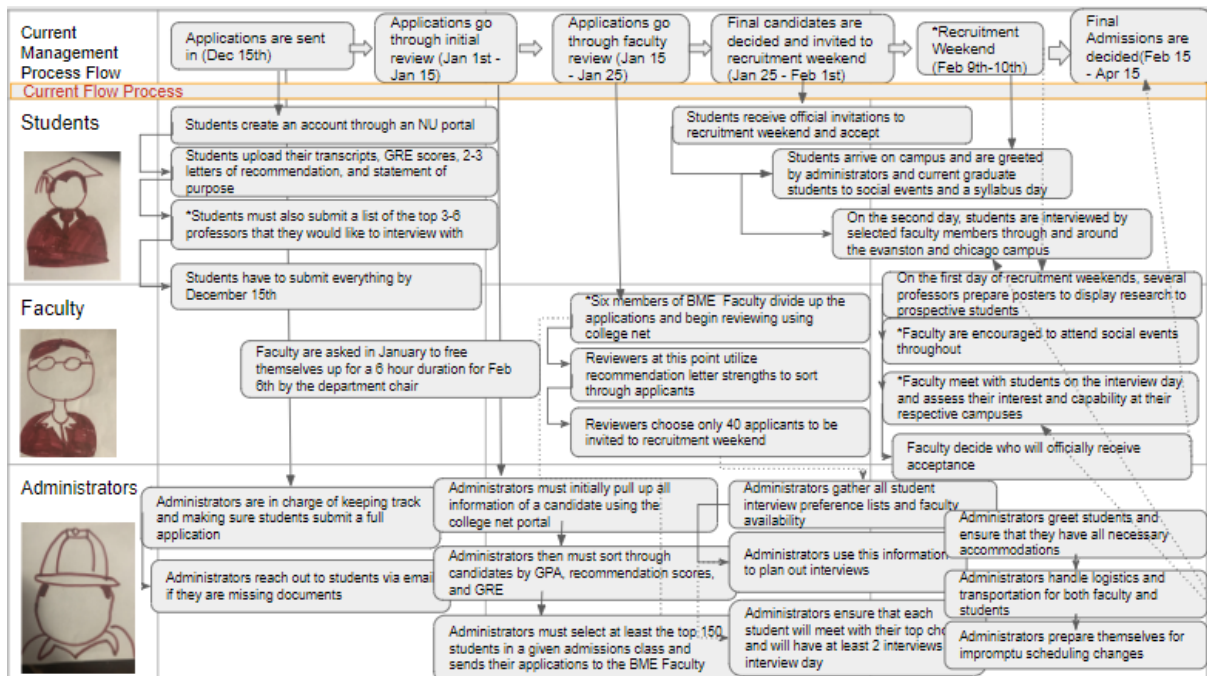 Current
Management
Process Flow
Applications are sent
in (Dec 15th)
Applications go
through initial
review (Jan 1st -
Jan 15)
Applications go
through faculty
review (Jan 15
- Jan 25)
Final candidates are
decided and invited to
recruitment weekend
(Jan 25 - Feb 1st)
*Recruitment
Weekend
(Feb 9th-10th)
Final
Admissions are
decided(Feb 15
- Apr 15
Current Flow Process
Students
Students create an account through an NU portal
Students upload their transcripts, GRE scores, 2-3
letters of recommendation, and statement of
purpose
*Students must also submit a list of the top 3-6
professors that they would like to interview with
Students have to submit everything by
December 15th
Students receive official invitations to
recruitment weekend and accept
Students arrive on campus and are greeted
by administrators and current graduate
students to social events and a syllabus day
On the second day, students are interviewed by
selected faculty members through and around
the evanston and chicago campus
Faculty
Faculty are asked in January to free
themselves up for a 6 hour duration for Feb
6th by the department chair
*Six members of BME Faculty divide up the
applications and begin reviewing using
college net
Reviewers at this point utilize
recommendation letter strengths to sort
through applicants
Reviewers choose only 40 applicants to be
invited to recruitment weekend
On the first day of recruitment weekends, several
professors prepare posters to display research to
prospective students
*Faculty are encouraged to attend social events
throughout
*Faculty meet with students on the interview day
and assess their interest and capability at their
respective campuses
Faculty decide who will officially receive
acceptance
Administrators
Administrators are in charge of keeping track
and making sure students submit a full
application
Administrators reach out to students via email
if they are missing documents
Administrators must initially pull up all
information of a candidate using the
college net portal
Administrators then must sort through
candidates by GPA, recommendation scores,
and GRE
Administrators must select at least the top 150
students in a given admissions class and
sends their applications to the BME Faculty
Administrators gather all student
interview preference lists and faculty
availability
Administrators use this information
to plan out interviews
Administrators ensure that each
student will meet with their top
and will have at least 2 interviews
interview day
Administrators greet students and
ensure that they have all necessary
accommodations
Administrators handle logistics and
transportation for both faculty and
students
Administrators prepare themselves for
impromptu scheduling changes